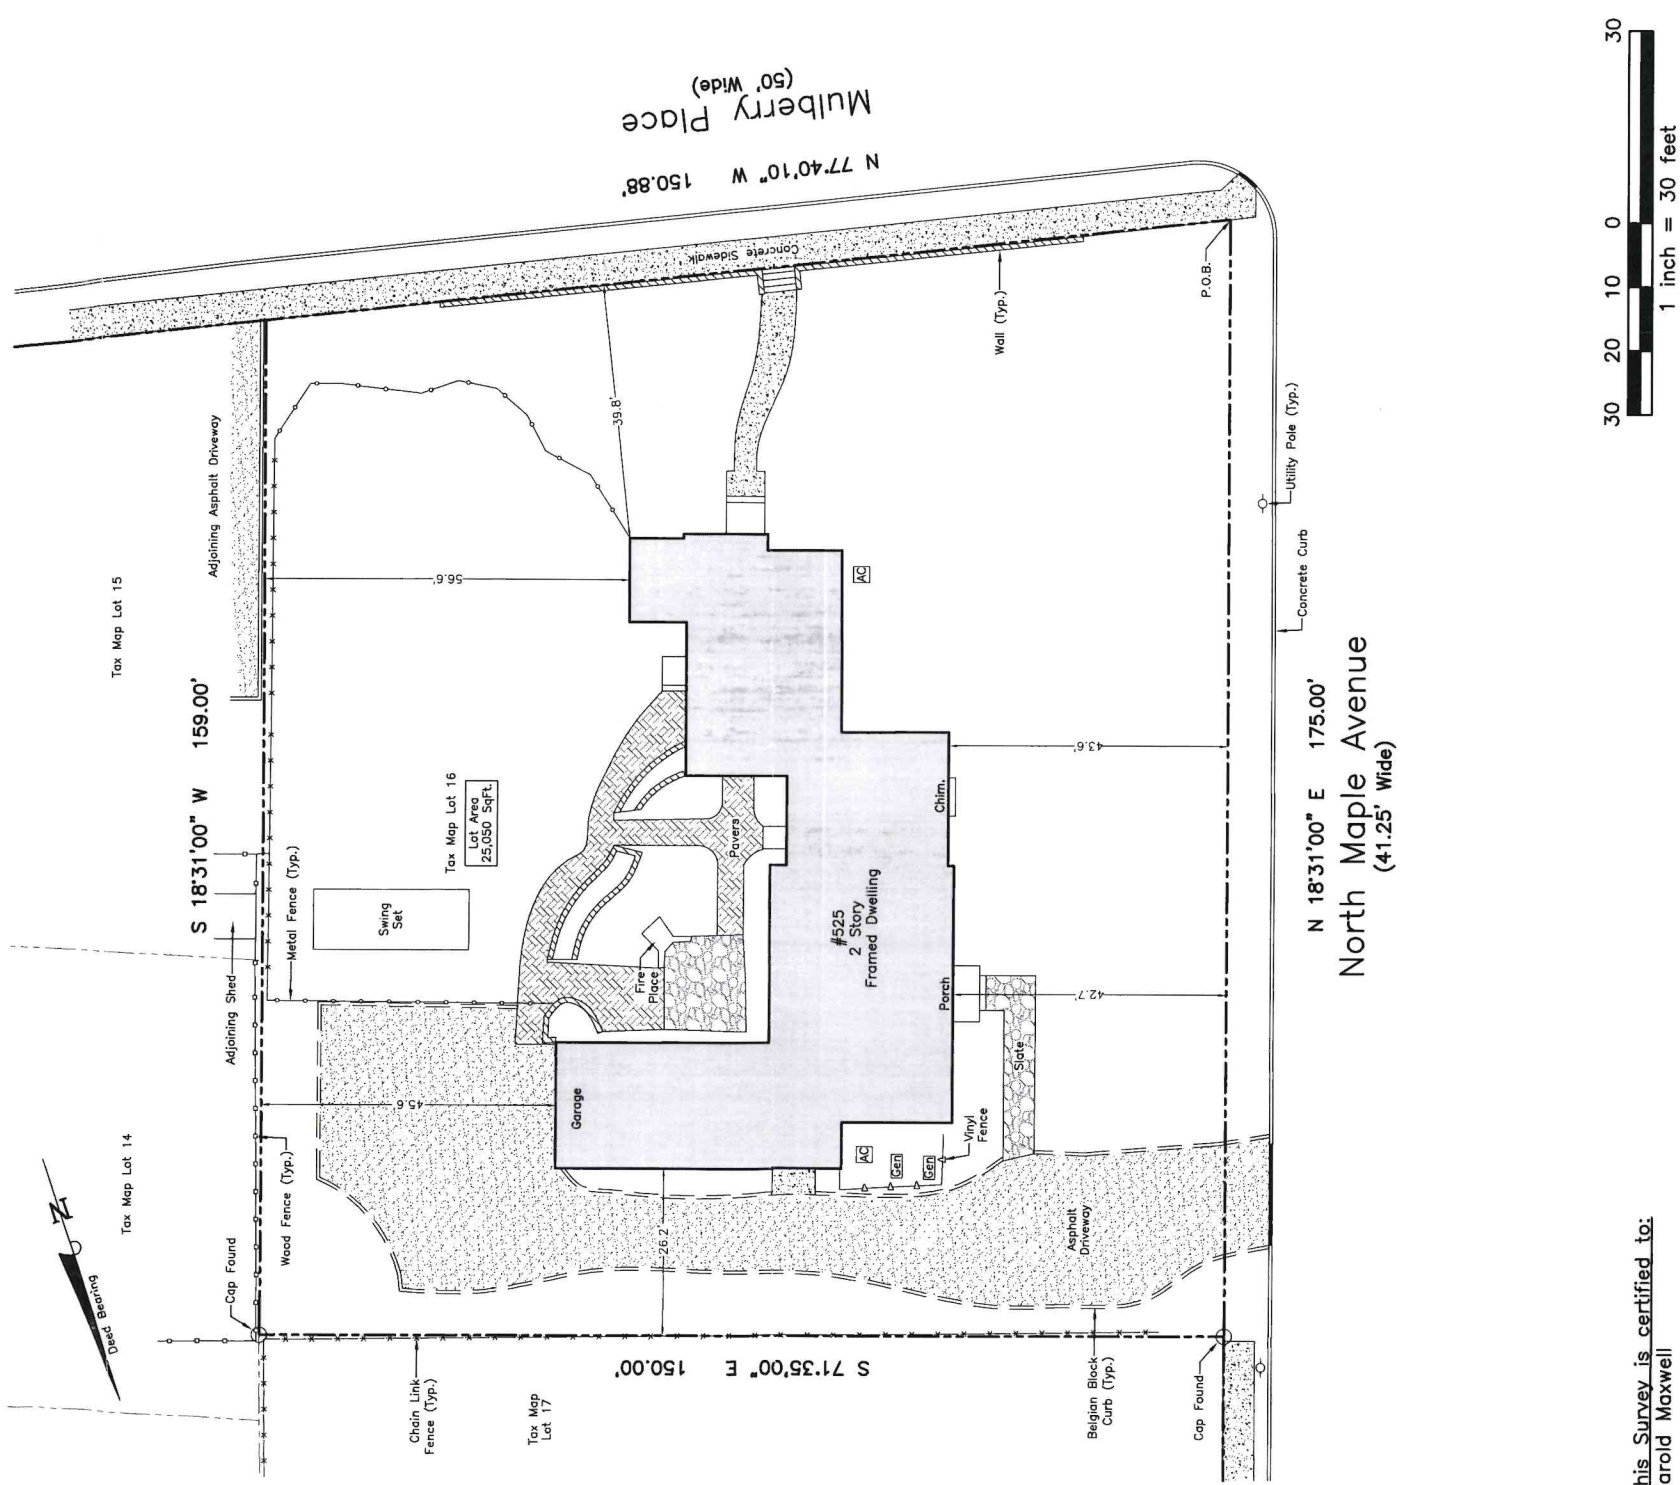 Mulberry Place
(50' Wide)
N 77°40'10" W 150.88'
Concrete Sidewalk
Wall (Typ.)
P.O.B.
39.8'
Adjoining Asphalt Driveway
Tax Map Lot 15
S 18°31'00" W 159.00'
56.6'
AC
Utility Pole (Typ.)
Concrete Curb
N 18°31'00" E 175.00'
North Maple Avenue
(41.25' Wide)
43.6'
Chim.
Tax Map Lot 16
Lot Area
25,050 SqFt.
Pavers
Metal Fence (Typ.)
Swing
Set
Adjoining Shed
Fire
Place
#525
2 Story
Framed Dwelling
Porch
42.7'
Slate
Garage
45.6'
Vinyl
Fence
AC
Gen
Gen
Tax Map Lot 14
Wood Fence (Typ.)
Cap Found
N
Deed Bearing
26.2'
Asphalt
Driveway
S 71°35'00" E 150.00'
Chain Link
Fence (Typ.)
Tax Map
Lot 17
Belgian Block
Curb (Typ.)
Cap Found
30 20 10 0 30
1 inch = 30 feet
his Survey is certified to:
arold Maxwell